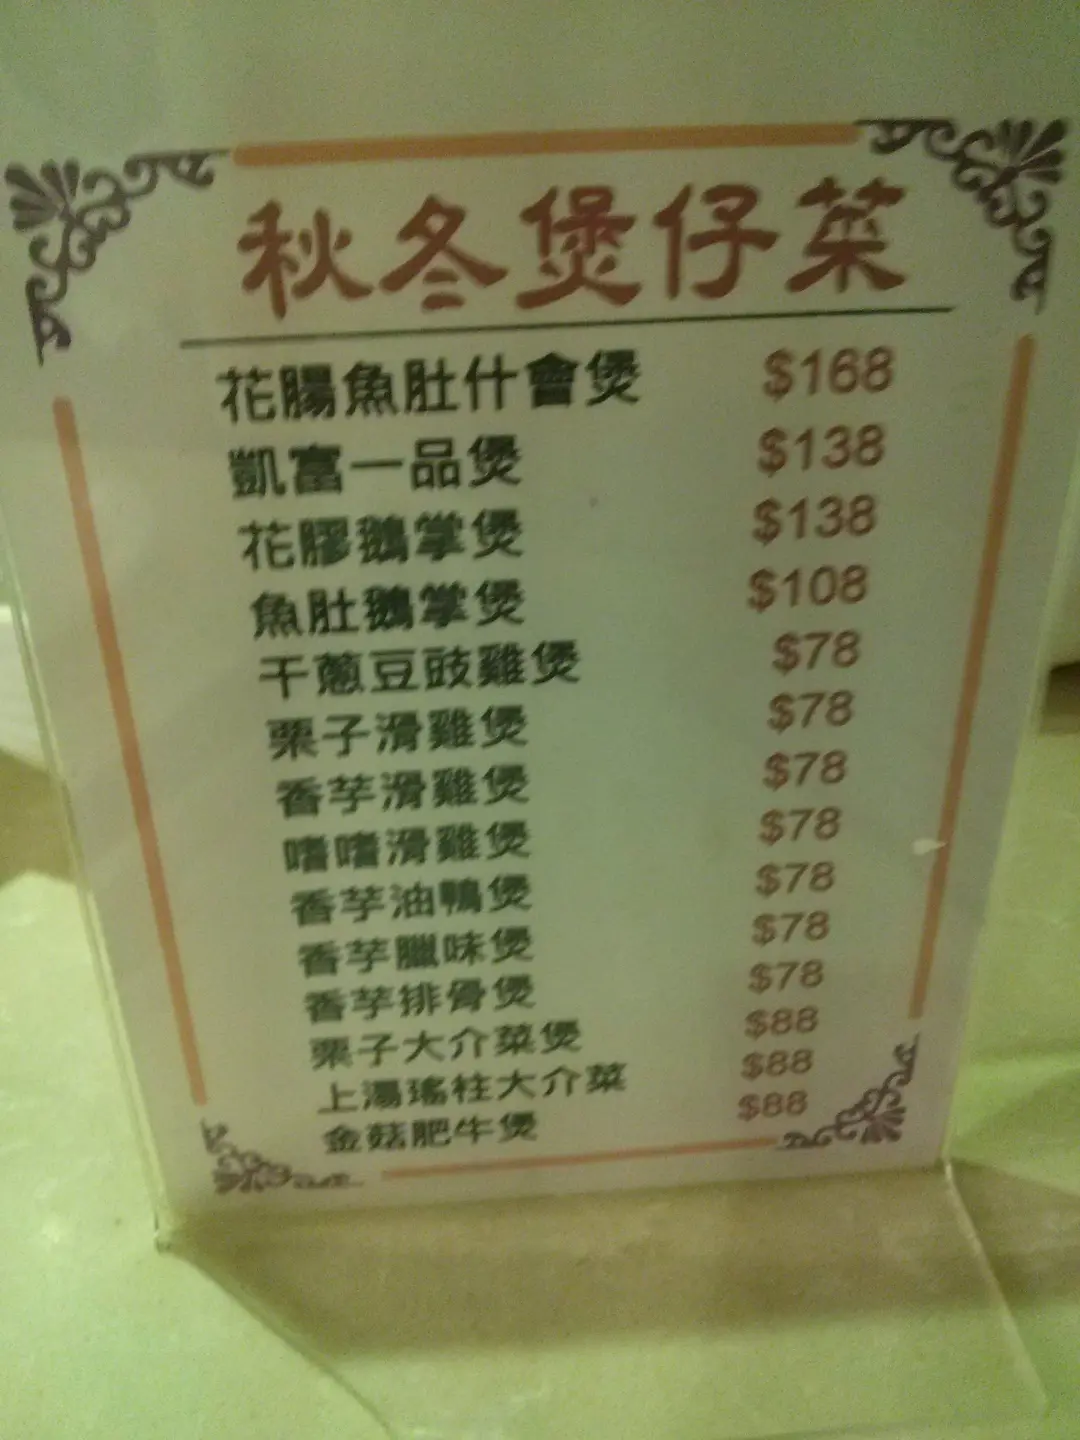 秋冬煲仔菜
花腸魚肚什會煲 $168
凱富一品煲 $138
花膠鵝掌煲 $138
魚肚鵝掌煲 $108
干蔥豆豉雞煲 $78
栗子滑雞煲 $78
香芋滑雞煲 $78
嗜嗜滑雞煲 $78
香芋油鴨煲 $78
香芋臘味煲 $78
香芋排骨煲 $78
栗子大介菜煲 $88
上湯瑤柱大介菜 $88
金菇肥牛煲 $88